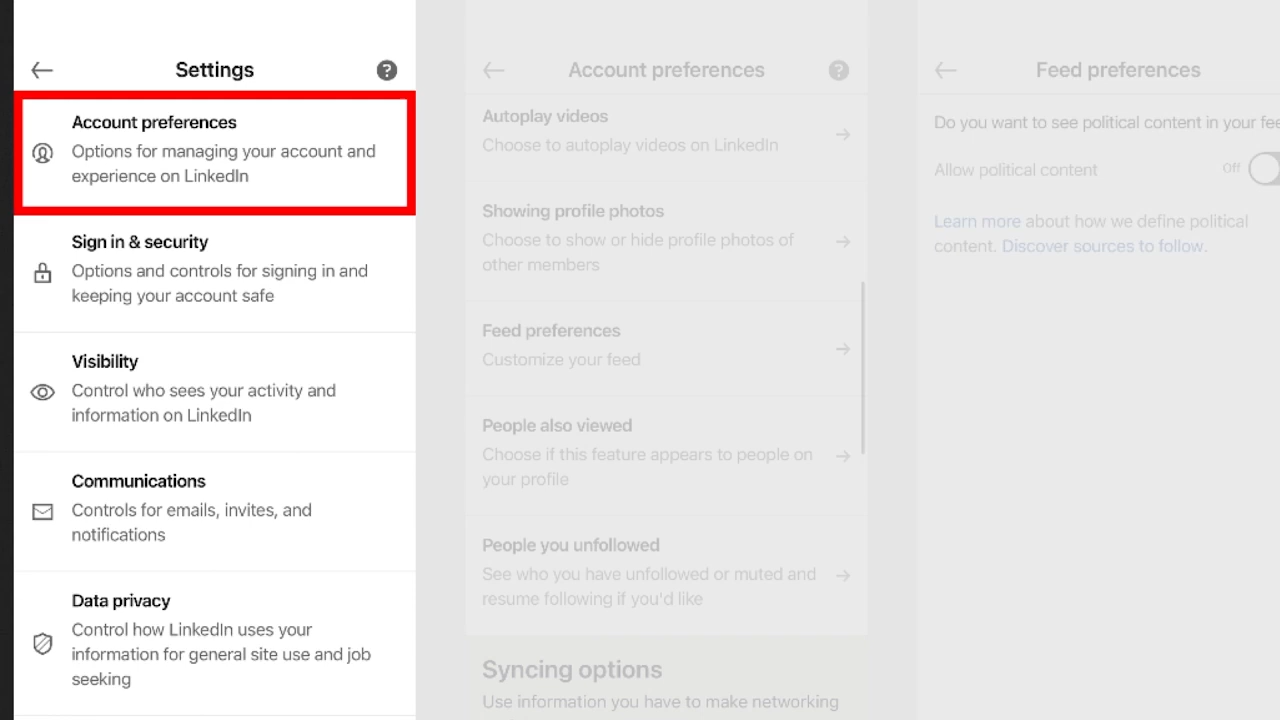 Settings
?
Account preferences
Options for managing your account and
experience on LinkedIn
Sign in & security
Options and controls for signing in and
keeping your account safe
Visibility
Control who sees your activity and
information on LinkedIn
Communications
Controls for emails, invites, and
notifications
Data privacy
Control how LinkedIn uses your
information for general site use and job
seeking
Account preferences
?
Autoplay videos
Choose to autoplay videos on LinkedIn
Showing profile photos
Choose to show or hide profile photos of
other members
Feed preferences
Customize your feed
People also viewed
Choose if this feature appears to people on
your profile
People you unfollowed
See who you have unfollowed or muted and
resume following if you'd like
Syncing options
Use information you have to make networking
Feed preferences
Do you want to see political content in your fee
Allow political content
Off
Learn more about how we define political
content. Discover sources to follow.